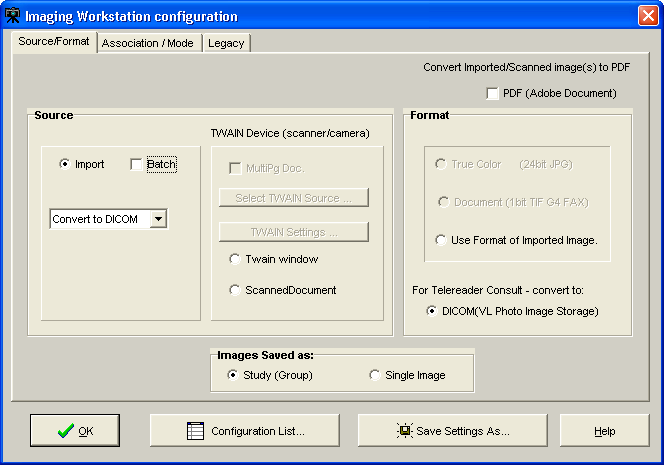 Imaging Workstation configuration
Source/Format
Association / Mode
Legacy
Convert Imported/Scanned image(s) to PDF
PDF (Adobe Document)
Source
Import
Batch
Convert to DICOM
TWAIN Device (scanner/camera)
MultiPg Doc.
Select TWAIN Source ...
TWAIN Settings ...
Twain window
ScannedDocument
Format
True Color (24bit JPG)
Document (1bit TIF G4 FAX)
Use Format of Imported Image.
For Telereader Consult - convert to:
DICOM(VL Photo Image Storage)
Images Saved as:
Study (Group)
Single Image
OK
Configuration List...
Save Settings As...
Help